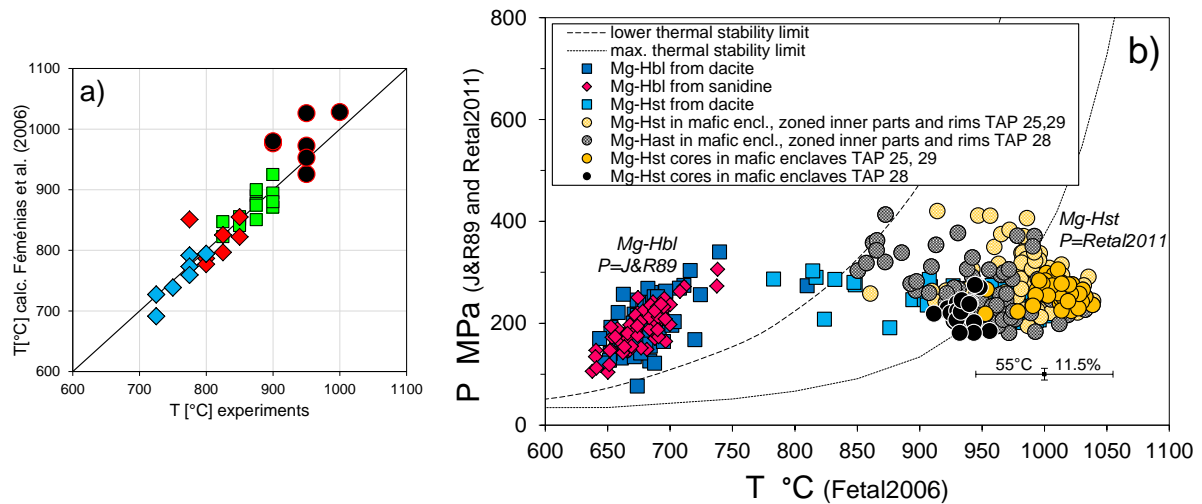 a)
T[°C] calc. Féménias et al. (2006)
1100
1000
900
800
700
600
600 700 800 900 1000 1100
T [°C] experiments
b)
P MPa (J&R89 and Retal2011)
800
600
400
200
0
lower thermal stability limit
max. thermal stability limit
Mg-Hbl from dacite
Mg-Hbl from sanidine
Mg-Hst from dacite
Mg-Hst in mafic encl., zoned inner parts and rims TAP 25,29
Mg-Hast in mafic encl., zoned inner parts and rims TAP 28
Mg-Hst cores in mafic enclaves TAP 25, 29
Mg-Hst cores in mafic enclaves TAP 28
Mg-Hbl
P=J&R89
Mg-Hst
P=Retal2011
55°C 11.5%
600 650 700 750 800 850 900 950 1000 1050 1100
T °C (Fetal2006)